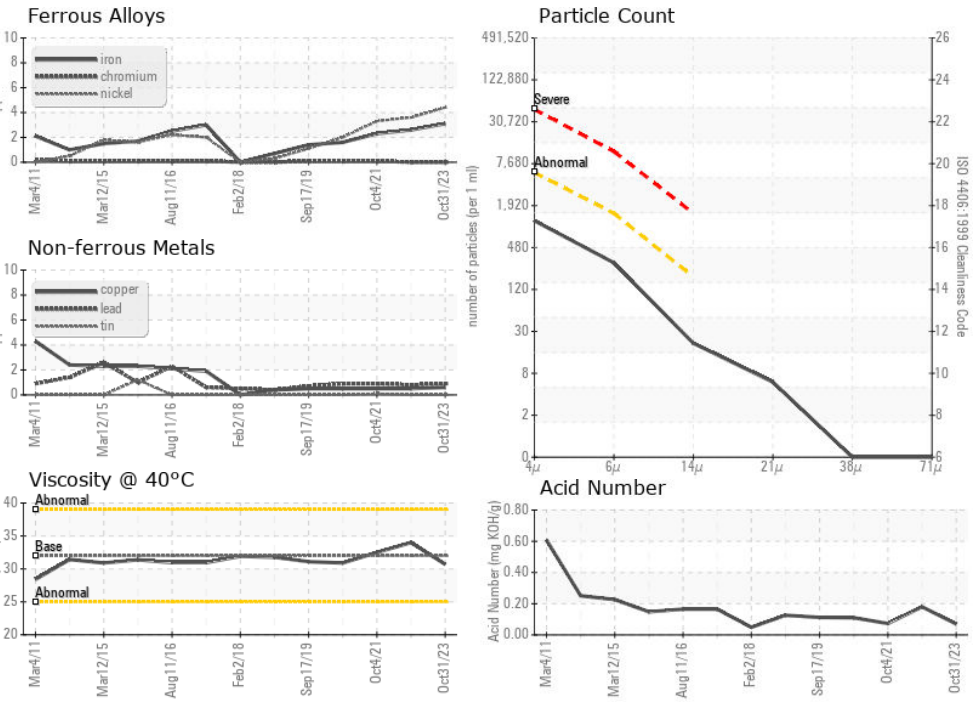 Ferrous Alloys
10
8
6
4
2
0
iron
chromium
nickel
Mar4/11
Mar12/15
Aug11/16
Feb2/18
Sep17/19
Oct4/21
Oct31/23
Non-ferrous Metals
10
8
6
4
2
0
copper
lead
tin
Mar4/11
Mar12/15
Aug11/16
Feb2/18
Sep17/19
Oct4/21
Oct31/23
Viscosity @ 40°C
40
35
30
25
20
Abnormal
Base
Abnormal
Mar4/11
Mar12/15
Aug11/16
Feb2/18
Sep17/19
Oct4/21
Oct31/23
Particle Count
number of particles (per 1 ml)
491,520
122,880
30,720
7,680
1,920
480
120
30
8
2
0
Severe
Abnormal
4µ
6µ
14µ
21µ
38µ
71µ
26
24
22
20
18
16
14
12
10
8
6
ISO 4406:1999 Cleanliness Code
Acid Number
Acid Number (mg KOH/g)
0.80
0.60
0.40
0.20
0.00
Mar4/11
Mar12/15
Aug11/16
Feb2/18
Sep17/19
Oct4/21
Oct31/23